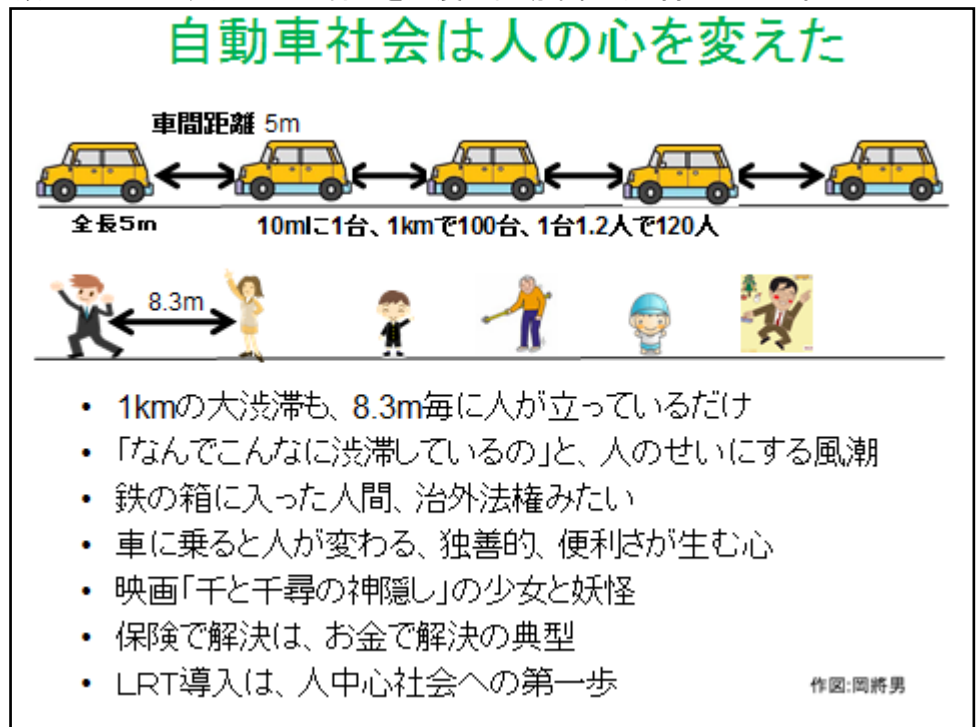 自動車社会は人の心を変えた
車間距離 5m
全長5m
10mに1台、1kmで100台、1台1.2人で120人
8.3m
• 1kmの大渋滞も、8.3m毎に人が立っているだけ
• 「なんでこんなに渋滞しているの」と、人のせいにする風潮
• 鉄の箱に入った人間、治外法権みたい
• 車に乗ると人が変わる、独善的、便利さが生む心
• 映画「千と千尋の神隠し」の少女と妖怪
• 保険で解決は、お金で解決の典型
• LRT導入は、人中心社会への第一歩
作図:岡將男